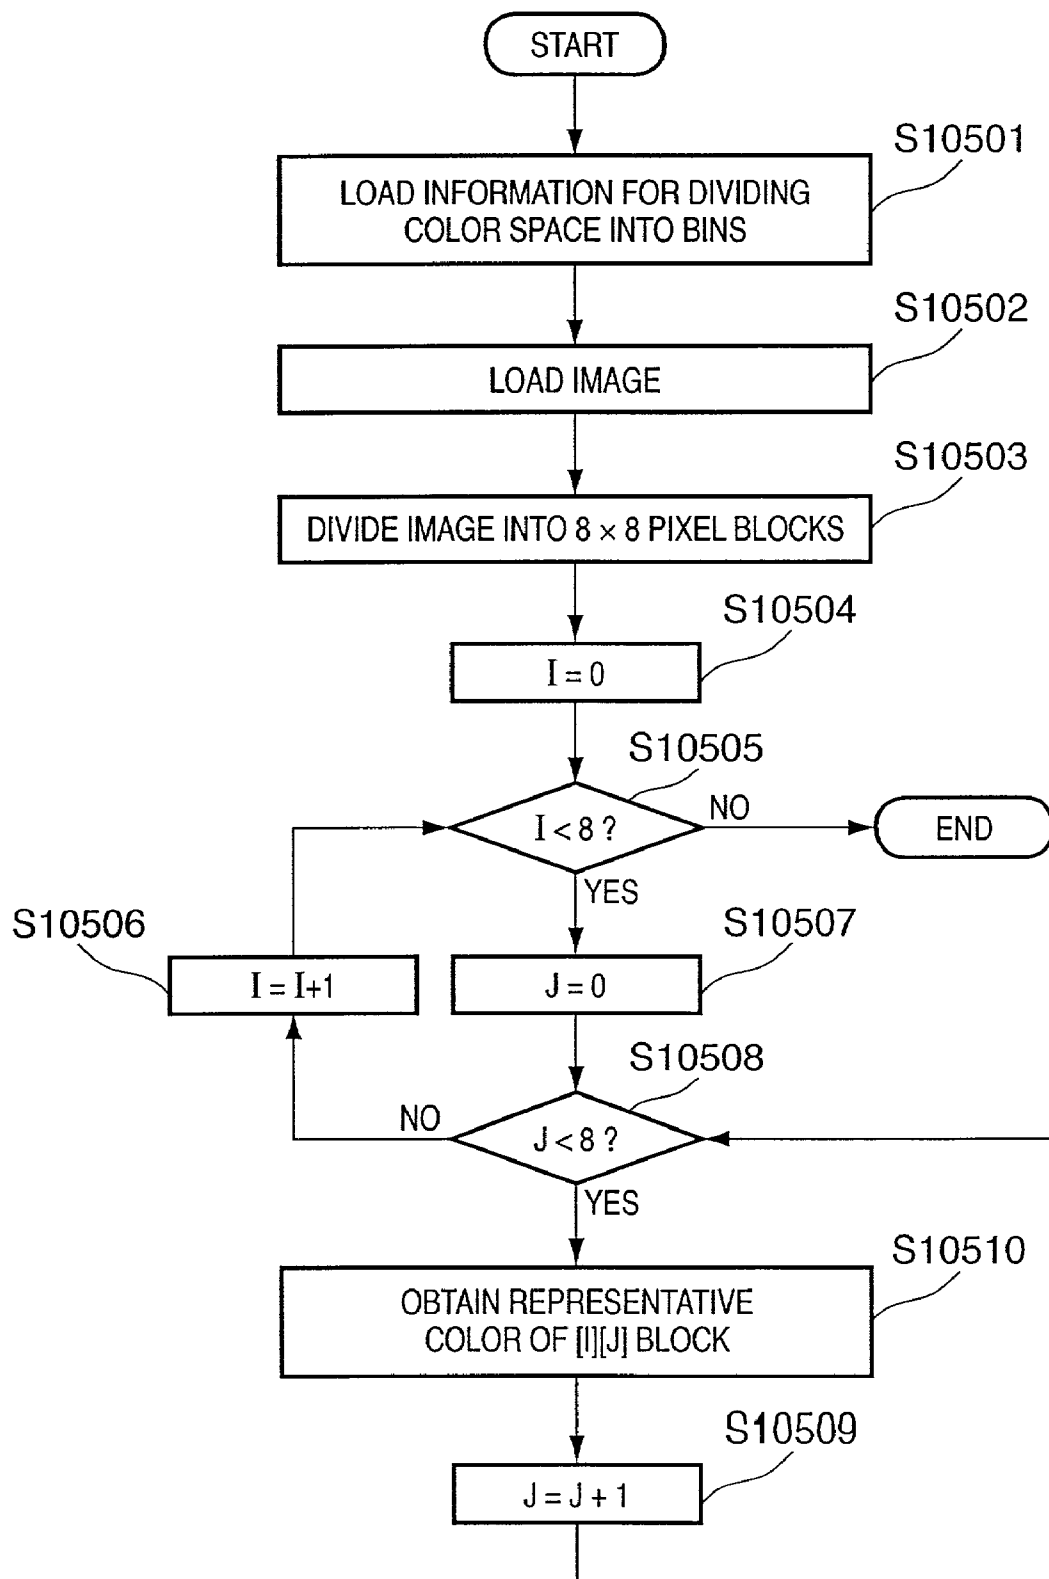 START
S10501
LOAD INFORMATION FOR DIVIDING
COLOR SPACE INTO BINS
S10502
LOAD IMAGE
S10503
DIVIDE IMAGE INTO 8 × 8 PIXEL BLOCKS
S10504
I = 0
S10505
I < 8 ?
NO
END
YES
S10506
I = I+1
S10507
J = 0
S10508
NO
J < 8 ?
YES
S10510
OBTAIN REPRESENTATIVE
COLOR OF [I][J] BLOCK
S10509
J = J + 1